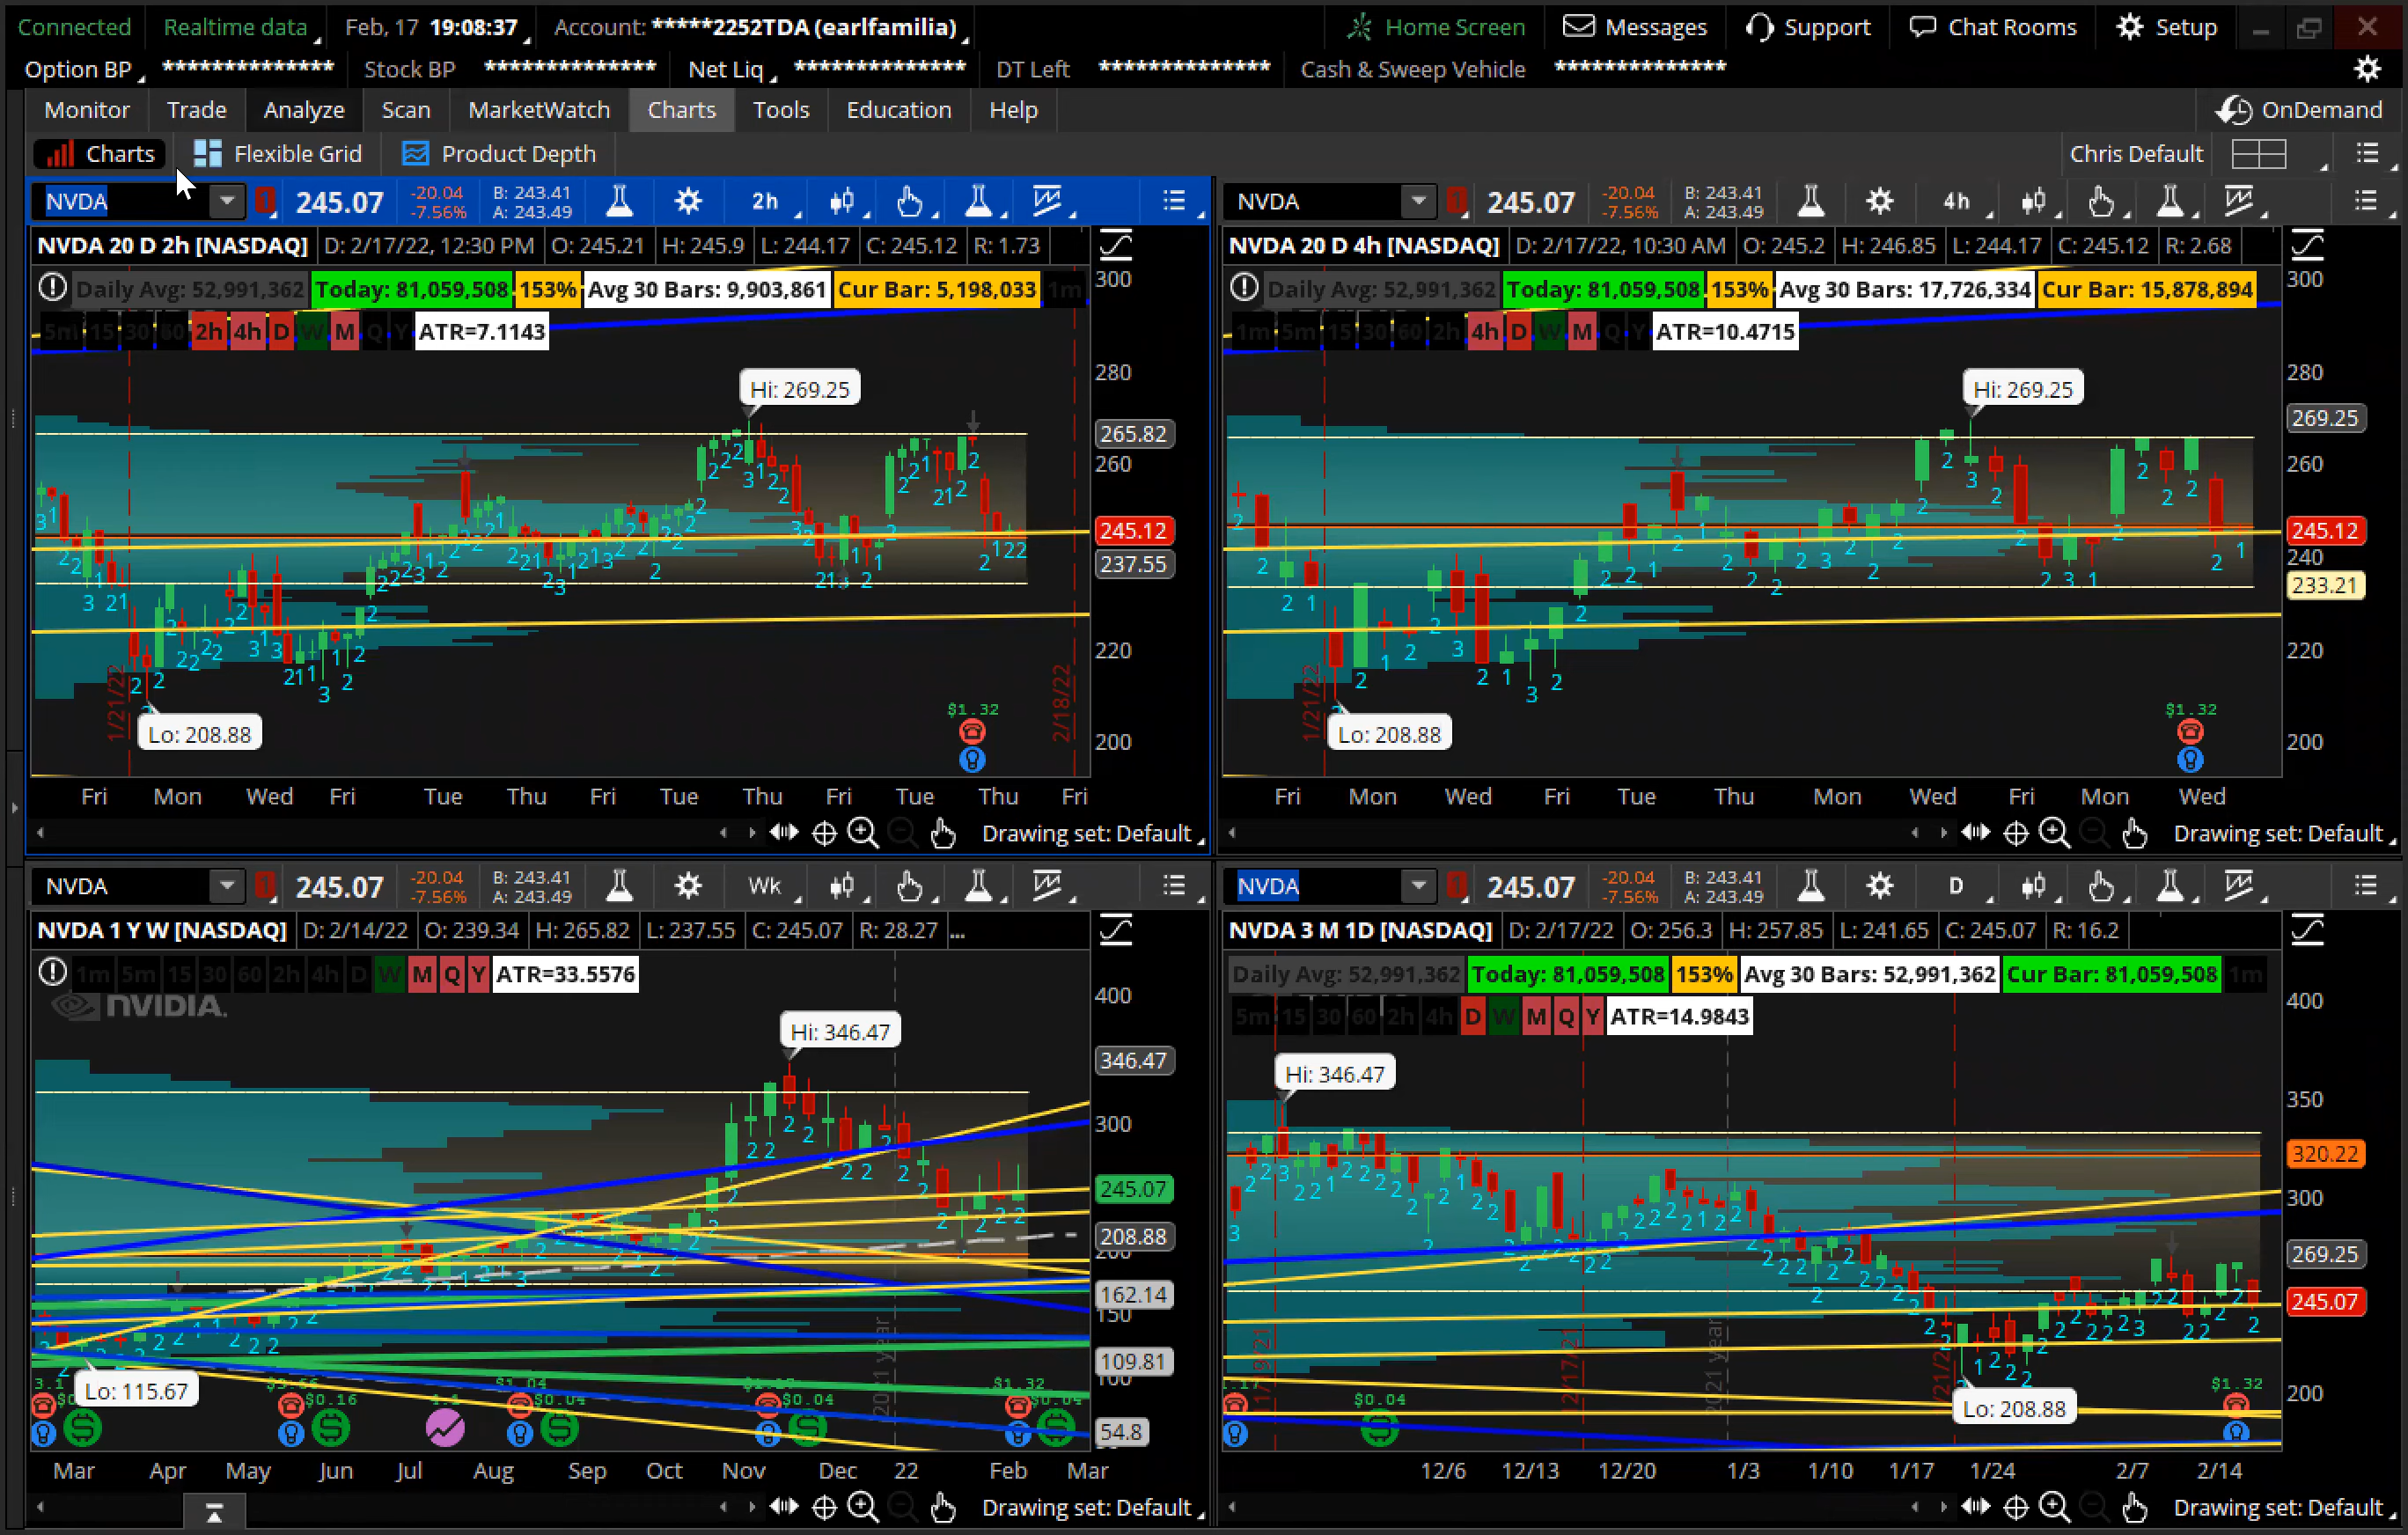 Connected Realtime data Feb, 17 19:08:37 Account: *****2252TDA (earlfamilia) Home Screen Messages Support Chat Rooms Setup
Option BP ************** Stock BP ************** Net Liq ************** DT Left ************** Cash & Sweep Vehicle **************
Monitor Trade Analyze Scan MarketWatch Charts Tools Education Help OnDemand
Charts Flexible Grid Product Depth Chris Default
NVDA 1 245.07 -20.04 -7.56% B: 243.41 A: 243.49 2h
NVDA 20 D 2h [NASDAQ] D: 2/17/22, 12:30 PM O: 245.21 H: 245.9 L: 244.17 C: 245.12 R: 1.73
Daily Avg: 52,991,362 Today: 81,059,508 153% Avg 30 Bars: 9,903,861 Cur Bar: 5,198,033 1m
5m 15 30 60 2h 4h D W M Q Y ATR=7.1143
Hi: 269.25
Lo: 208.88
1/21/22
2/18/22
$1.32
300
280
265.82
260
245.12
237.55
220
200
Fri Mon Wed Fri Tue Thu Fri Tue Thu Fri Tue Thu Fri
Drawing set: Default
NVDA 1 245.07 -20.04 -7.56% B: 243.41 A: 243.49 4h
NVDA 20 D 4h [NASDAQ] D: 2/17/22, 10:30 AM O: 245.2 H: 246.85 L: 244.17 C: 245.12 R: 2.68
Daily Avg: 52,991,362 Today: 81,059,508 153% Avg 30 Bars: 17,726,334 Cur Bar: 15,878,894
1m 5m 15 30 60 2h 4h D W M Q Y ATR=10.4715
Hi: 269.25
Lo: 208.88
1/21/22
$1.32
300
280
269.25
260
245.12
240
233.21
220
200
Fri Mon Wed Fri Tue Thu Mon Wed Fri Mon Wed
Drawing set: Default
NVDA 1 245.07 -20.04 -7.56% B: 243.41 A: 243.49 Wk
NVDA 1 Y W [NASDAQ] D: 2/14/22 O: 239.34 H: 265.82 L: 237.55 C: 245.07 R: 28.27 ...
1m 5m 15 30 60 2h 4h D W M Q Y ATR=33.5576
NVIDIA.
Hi: 346.47
Lo: 115.67
2021 year
$0.16 $1.04 $0.04 $0.04 $1.32
400
346.47
300
245.07
208.88
200
162.14
150
109.81
100
54.8
Mar Apr May Jun Jul Aug Sep Oct Nov Dec 22 Feb Mar
Drawing set: Default
NVDA 1 245.07 -20.04 -7.56% B: 243.41 A: 243.49 D
NVDA 3 M 1D [NASDAQ] D: 2/17/22 O: 256.3 H: 257.85 L: 241.65 C: 245.07 R: 16.2
Daily Avg: 52,991,362 Today: 81,059,508 153% Avg 30 Bars: 52,991,362 Cur Bar: 81,059,508 1m
5m 15 30 60 2h 4h D W M Q Y ATR=14.9843
Hi: 346.47
Lo: 208.88
11/19/21
12/17/21
2021 year
$0.04
$1.32
400
350
320.22
300
269.25
245.07
200
12/6 12/13 12/20 1/3 1/10 1/17 1/24 2/7 2/14
Drawing set: Default